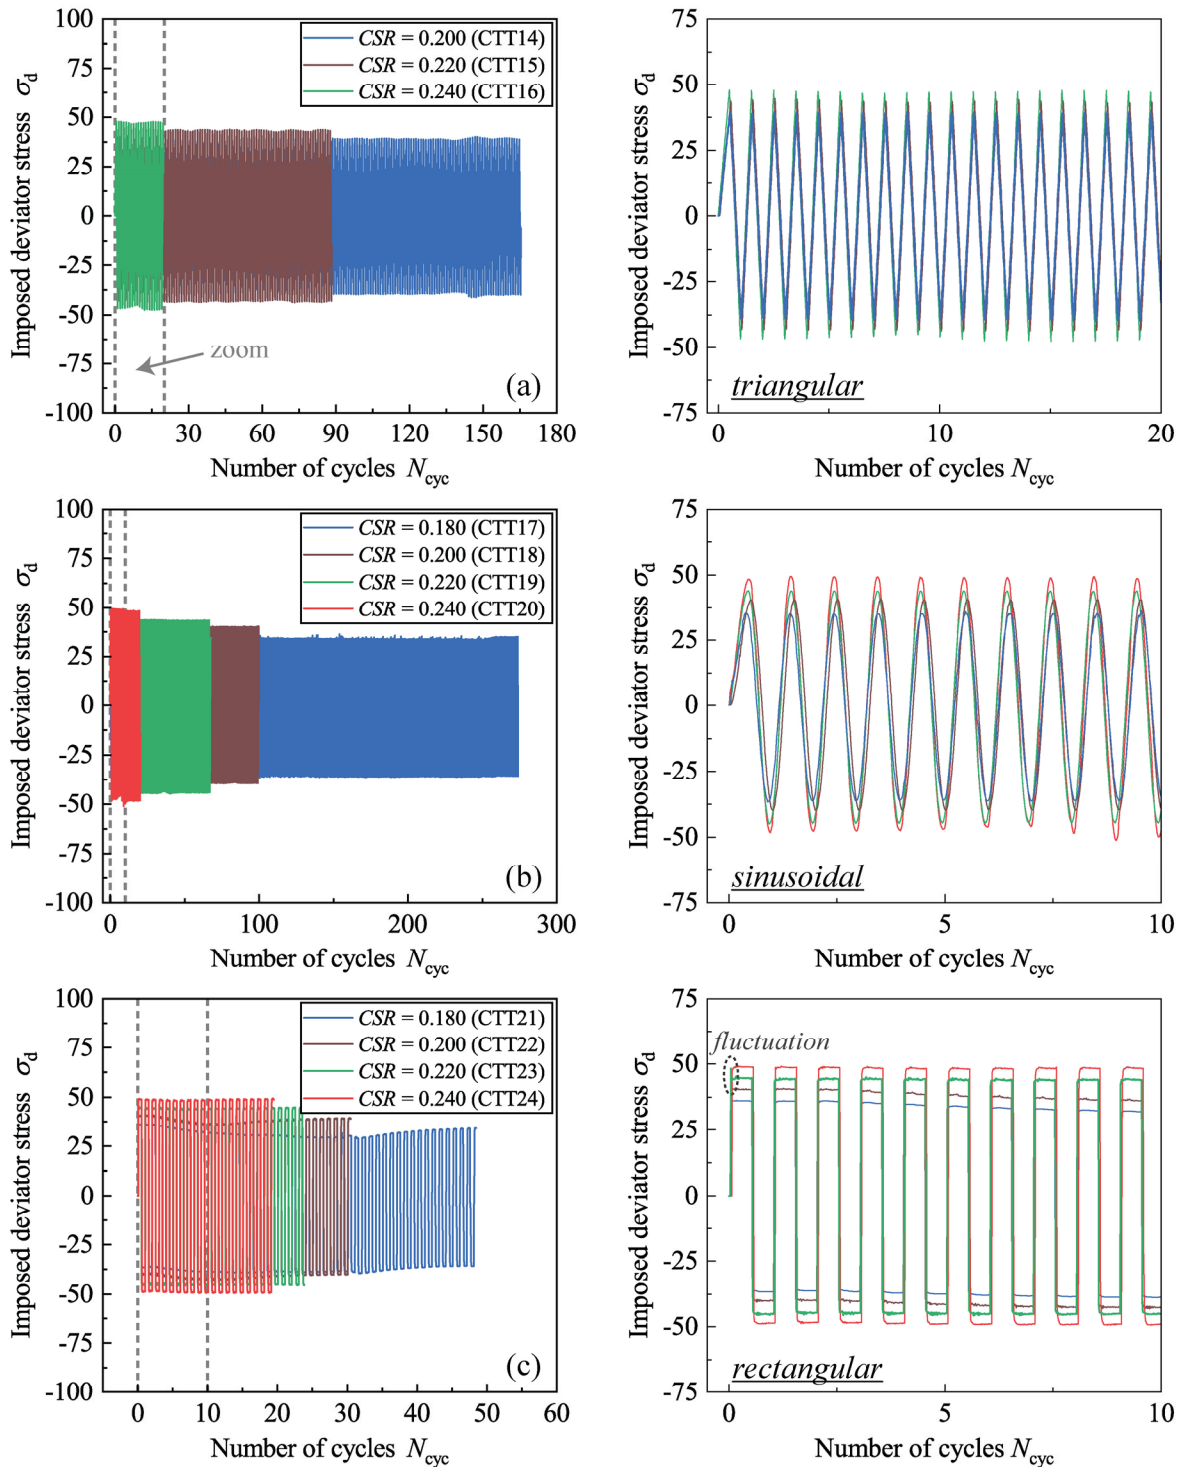 100
75
50
25
0
-25
-50
-75
-100
Imposed deviator stress σd
CSR = 0.200 (CTT14)
CSR = 0.220 (CTT15)
CSR = 0.240 (CTT16)
zoom
(a)
0 30 60 90 120 150 180
Number of cycles Ncyc
75
50
25
0
-25
-50
-75
Imposed deviator stress σd
triangular
0 10 20
Number of cycles Ncyc
100
75
50
25
0
-25
-50
-75
-100
Imposed deviator stress σd
CSR = 0.180 (CTT17)
CSR = 0.200 (CTT18)
CSR = 0.220 (CTT19)
CSR = 0.240 (CTT20)
(b)
0 100 200 300
Number of cycles Ncyc
75
50
25
0
-25
-50
-75
Imposed deviator stress σd
sinusoidal
0 5 10
Number of cycles Ncyc
100
75
50
25
0
-25
-50
-75
-100
Imposed deviator stress σd
CSR = 0.180 (CTT21)
CSR = 0.200 (CTT22)
CSR = 0.220 (CTT23)
CSR = 0.240 (CTT24)
(c)
0 10 20 30 40 50 60
Number of cycles Ncyc
75
50
25
0
-25
-50
-75
Imposed deviator stress σd
fluctuation
rectangular
0 5 10
Number of cycles Ncyc